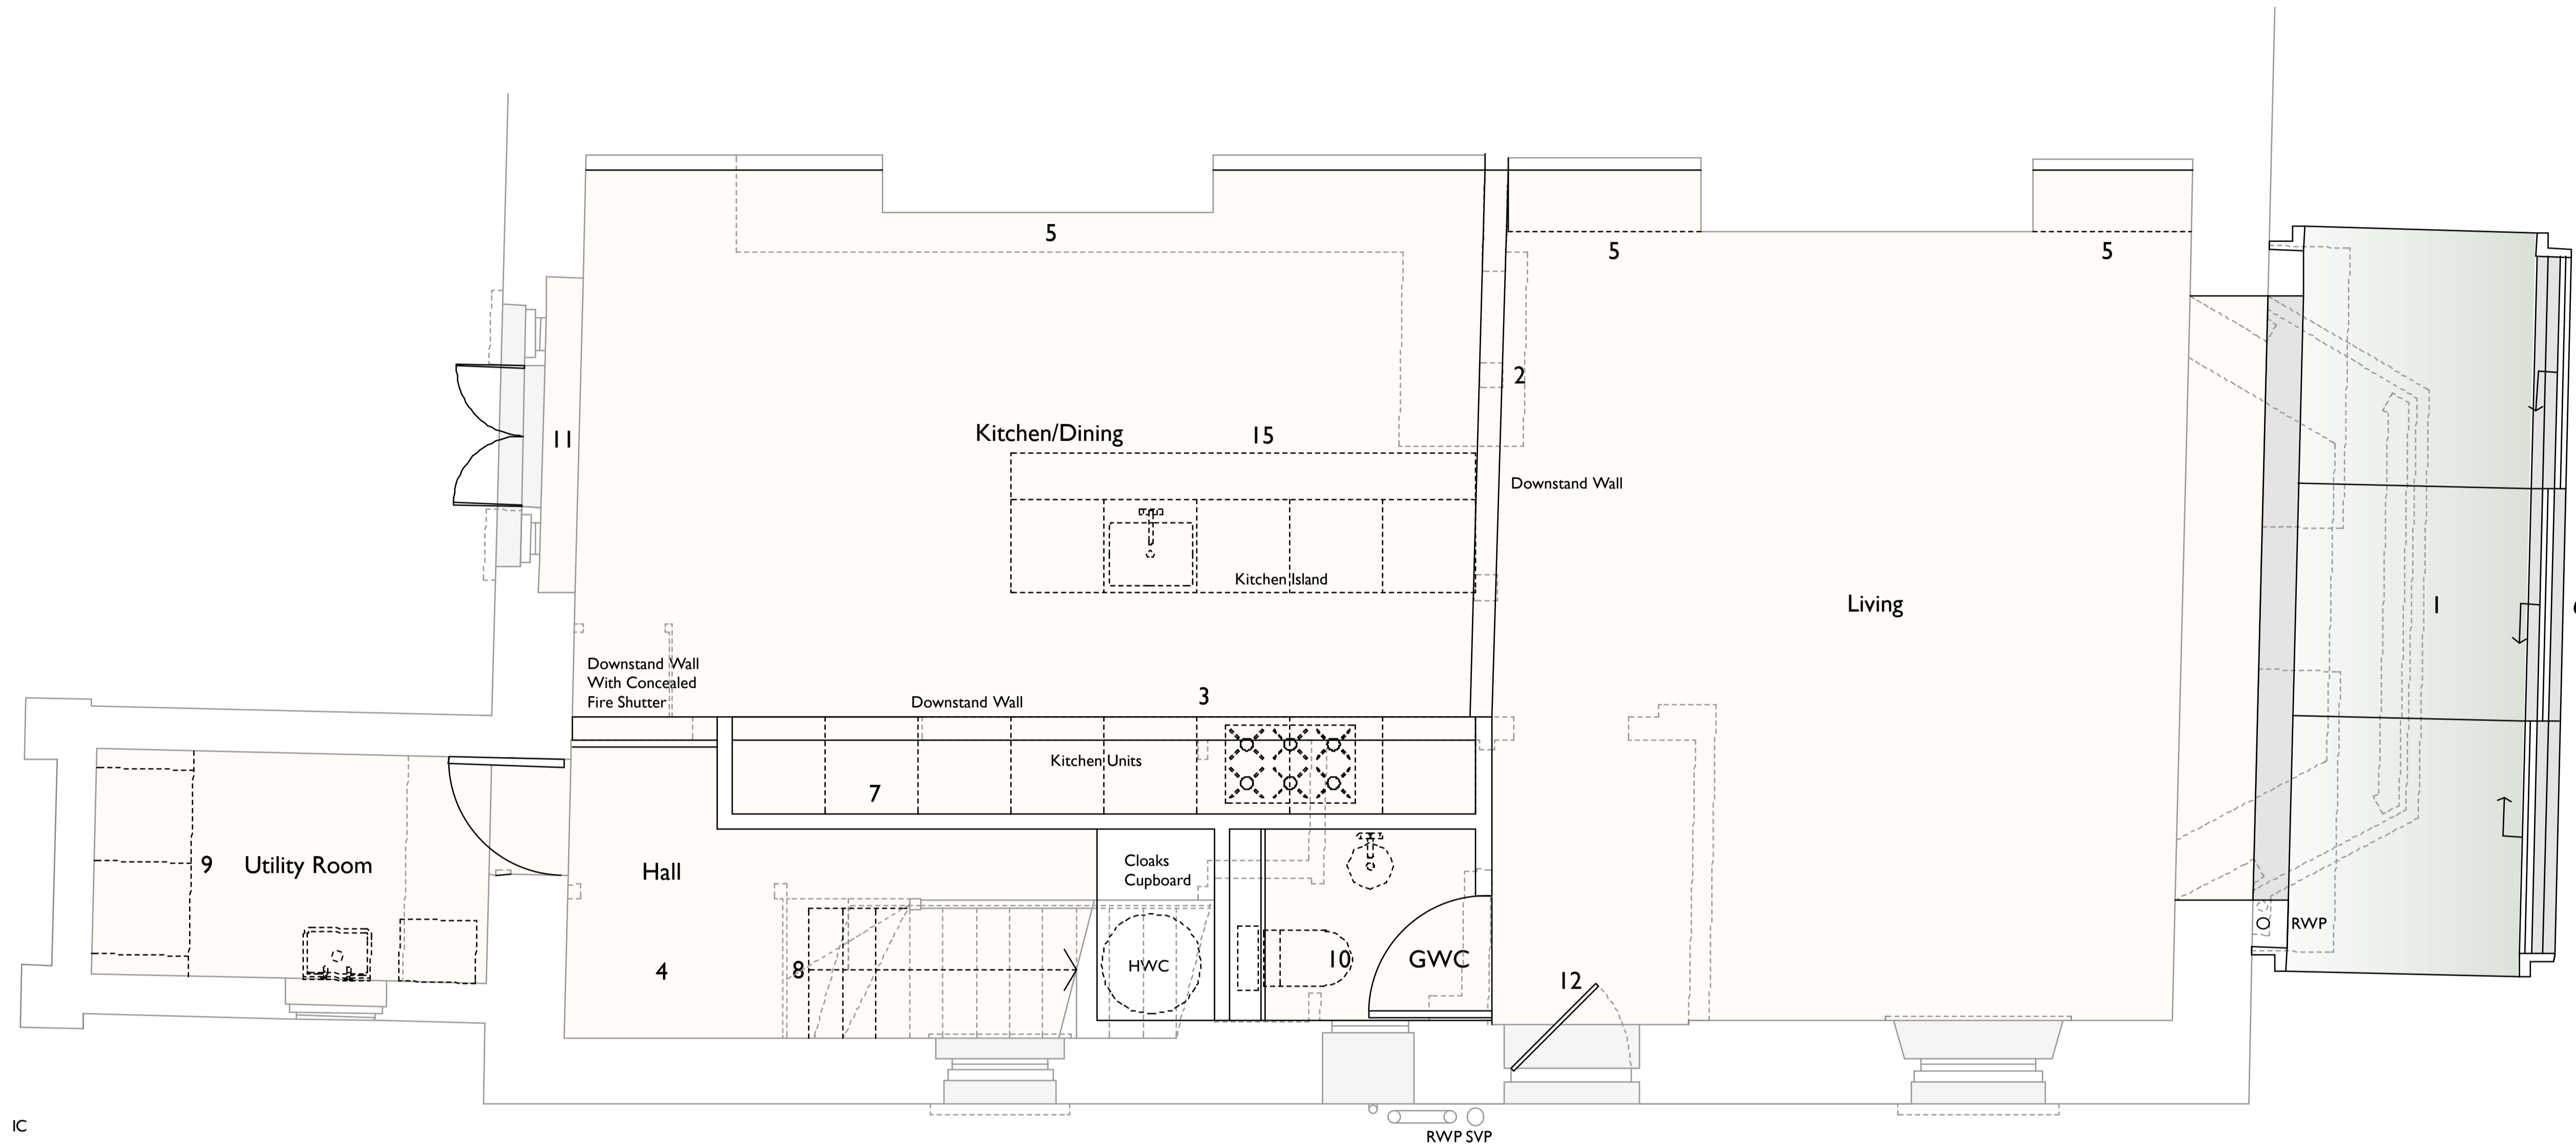 5
5
5
2
11
Kitchen/Dining
15
Downstand Wall
Kitchen Island
Living
1
Downstand Wall
With Concealed
Fire Shutter
Downstand Wall
3
Kitchen Units
7
9
Utility Room
Hall
Cloaks
Cupboard
4
8
HWC
10
GWC
12
RWP
IC
RWP SVP